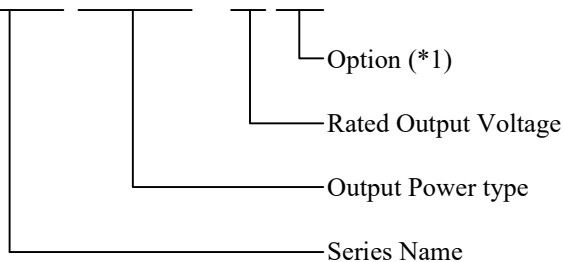 Option (*1)
Rated Output Voltage
Output Power type
Series Name